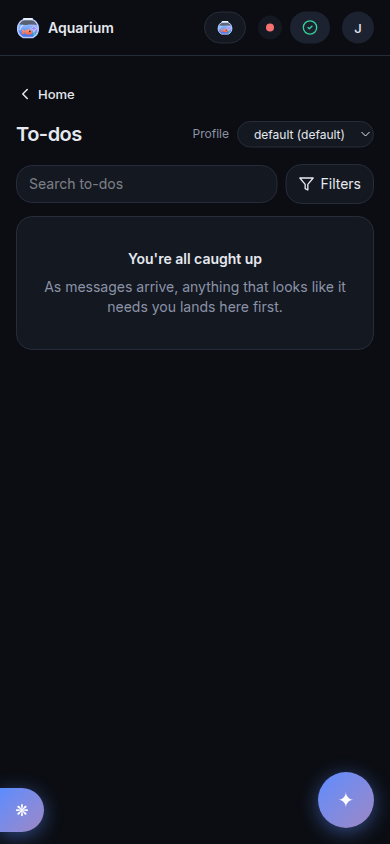 Aquarium
J
Home
To-dos
Profile
default (default)
Search to-dos
Filters
You're all caught up
As messages arrive, anything that looks like it
needs you lands here first.